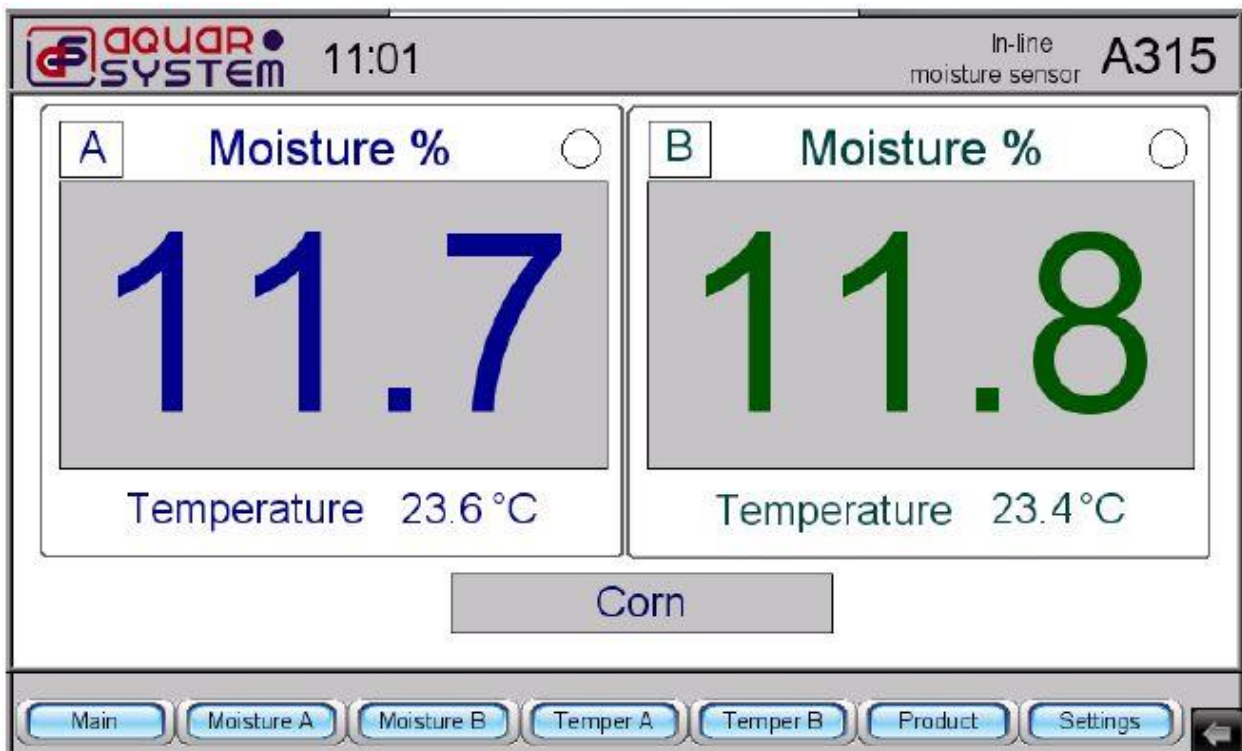 AQUAR SYSTEM
11:01
In-line moisture sensor
A315
A Moisture %
11.7
Temperature 23.6 °C
B Moisture %
11.8
Temperature 23.4 °C
Corn
Main Moisture A Moisture B Temper A Temper B Product Settings